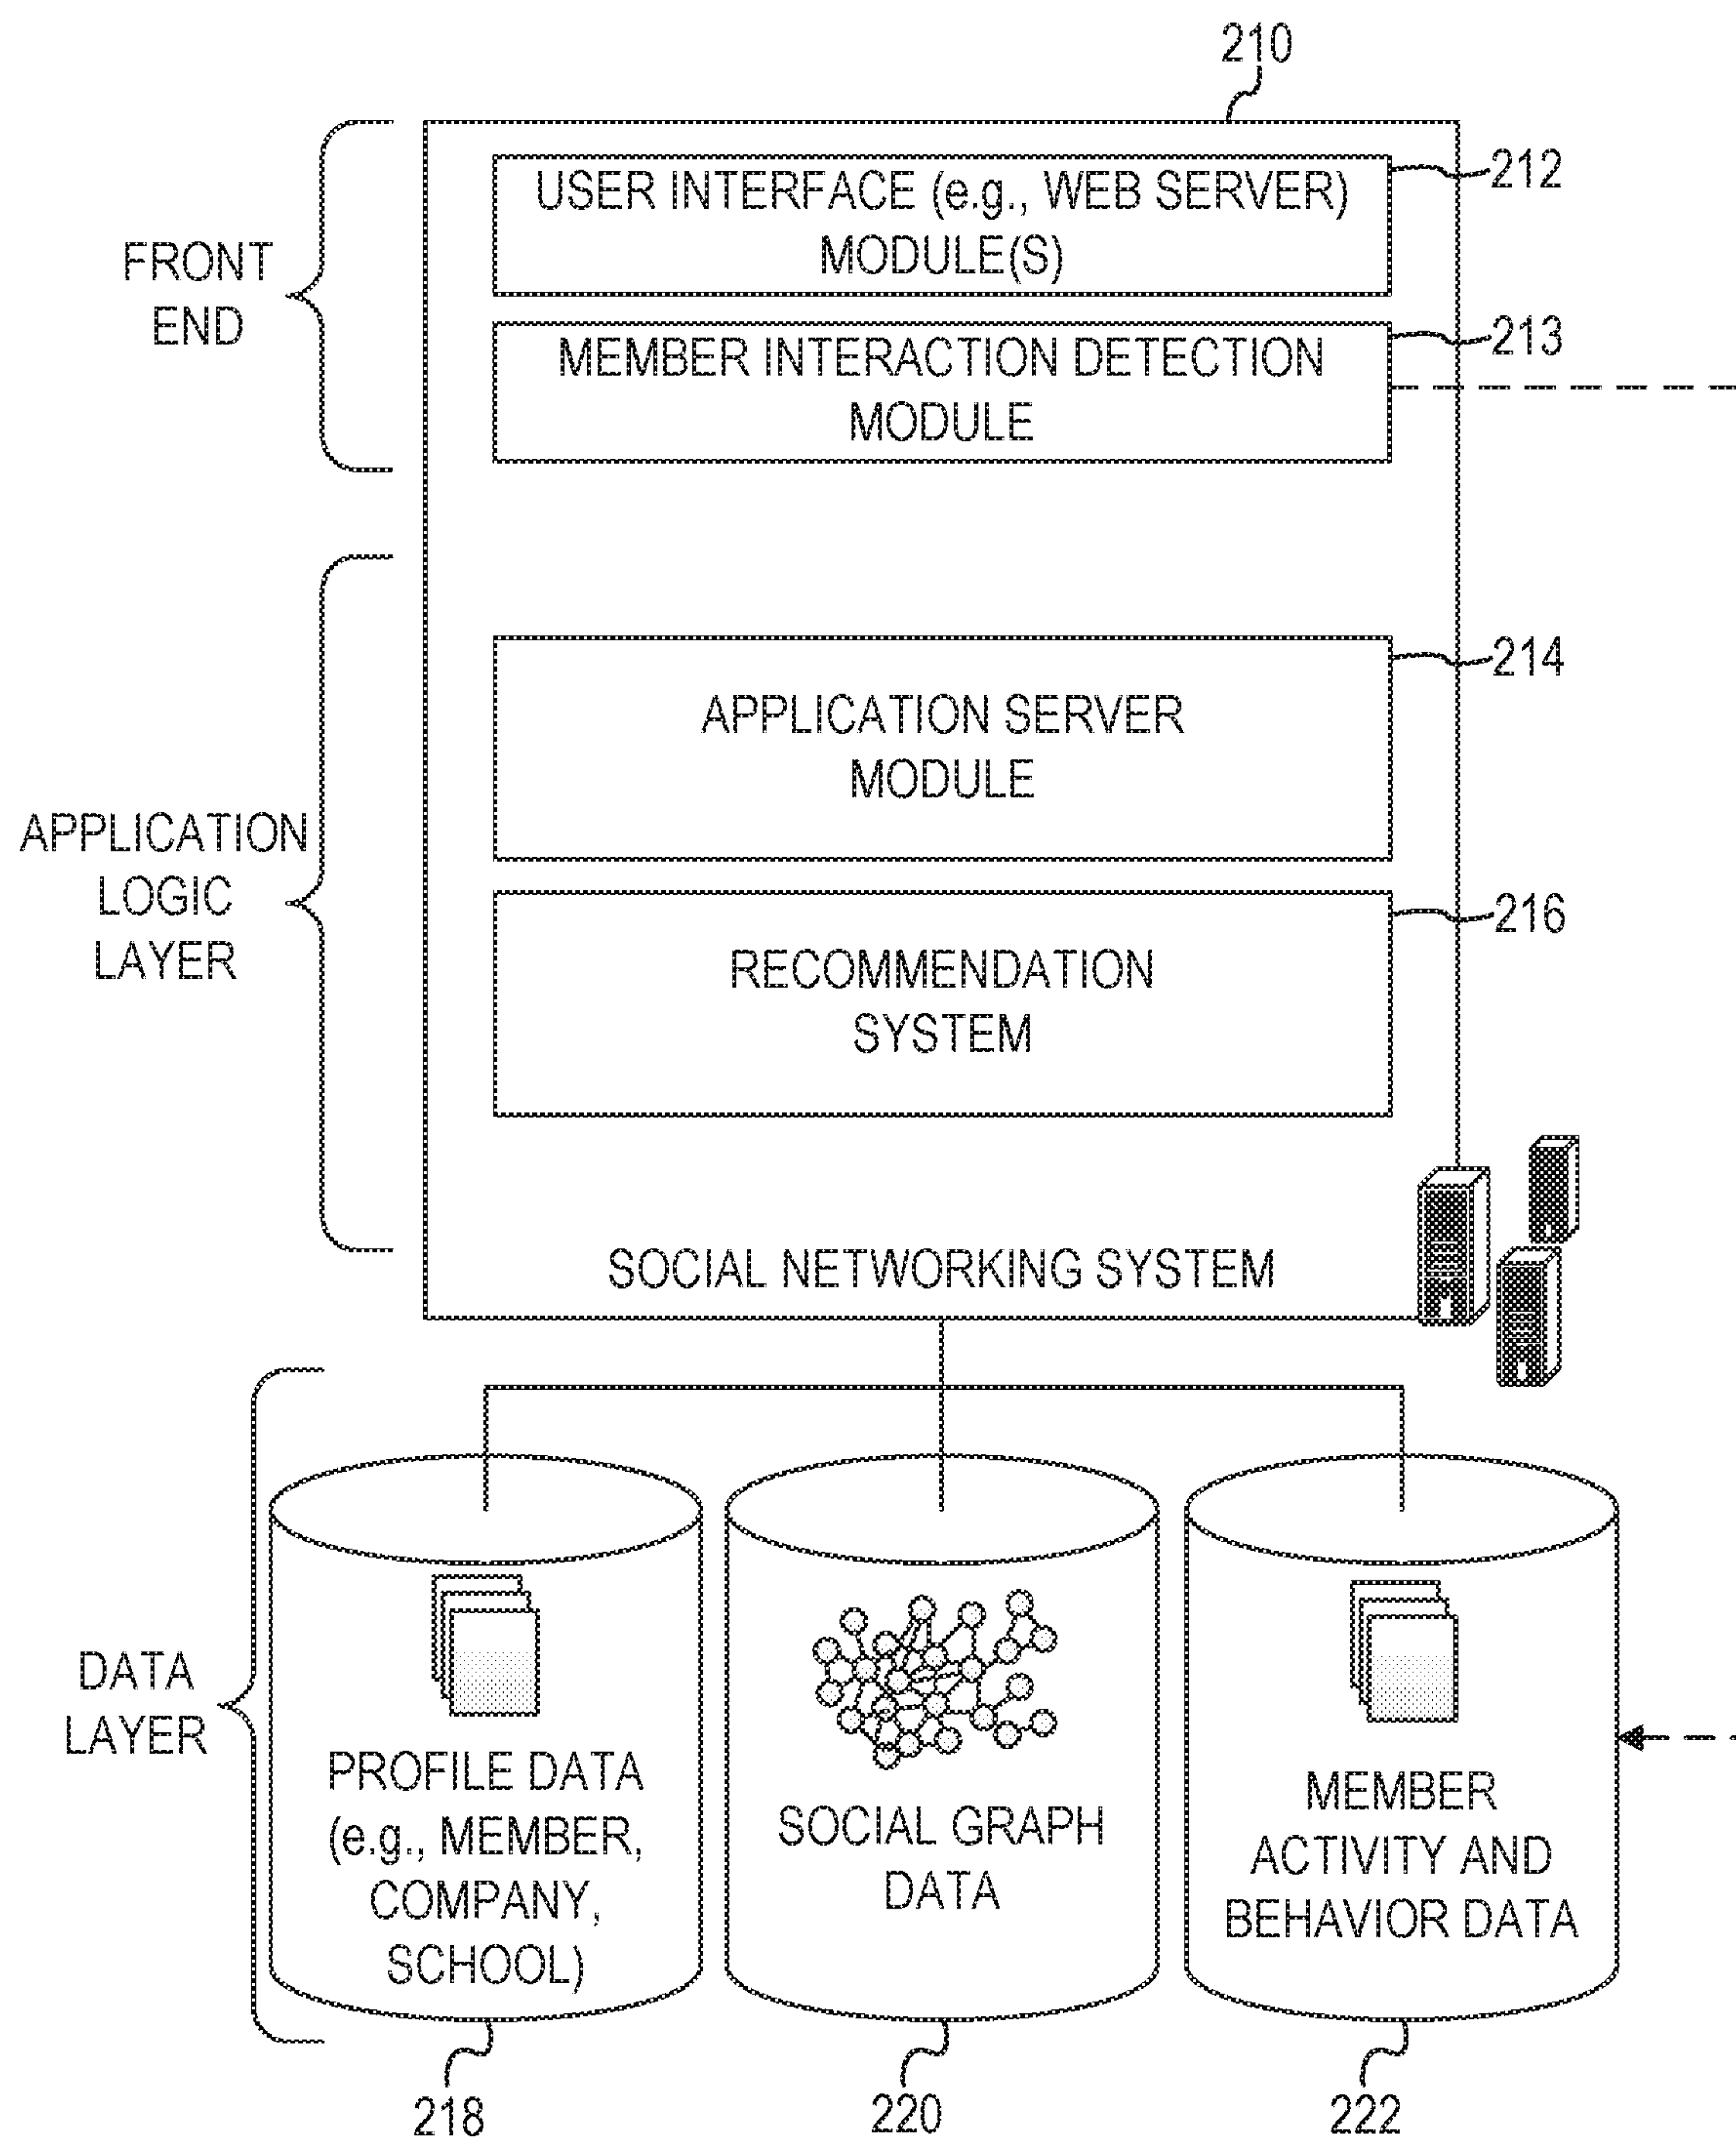 210
USER INTERFACE (e.g., WEB SERVER)
MODULE(S)
212
FRONT
END
MEMBER INTERACTION DETECTION
MODULE
213
APPLICATION SERVER
MODULE
214
APPLICATION
LOGIC
LAYER
RECOMMENDATION
SYSTEM
216
SOCIAL NETWORKING SYSTEM
DATA
LAYER
PROFILE DATA
(e.g., MEMBER,
COMPANY,
SCHOOL)
SOCIAL GRAPH
DATA
MEMBER
ACTIVITY AND
BEHAVIOR DATA
218
220
222